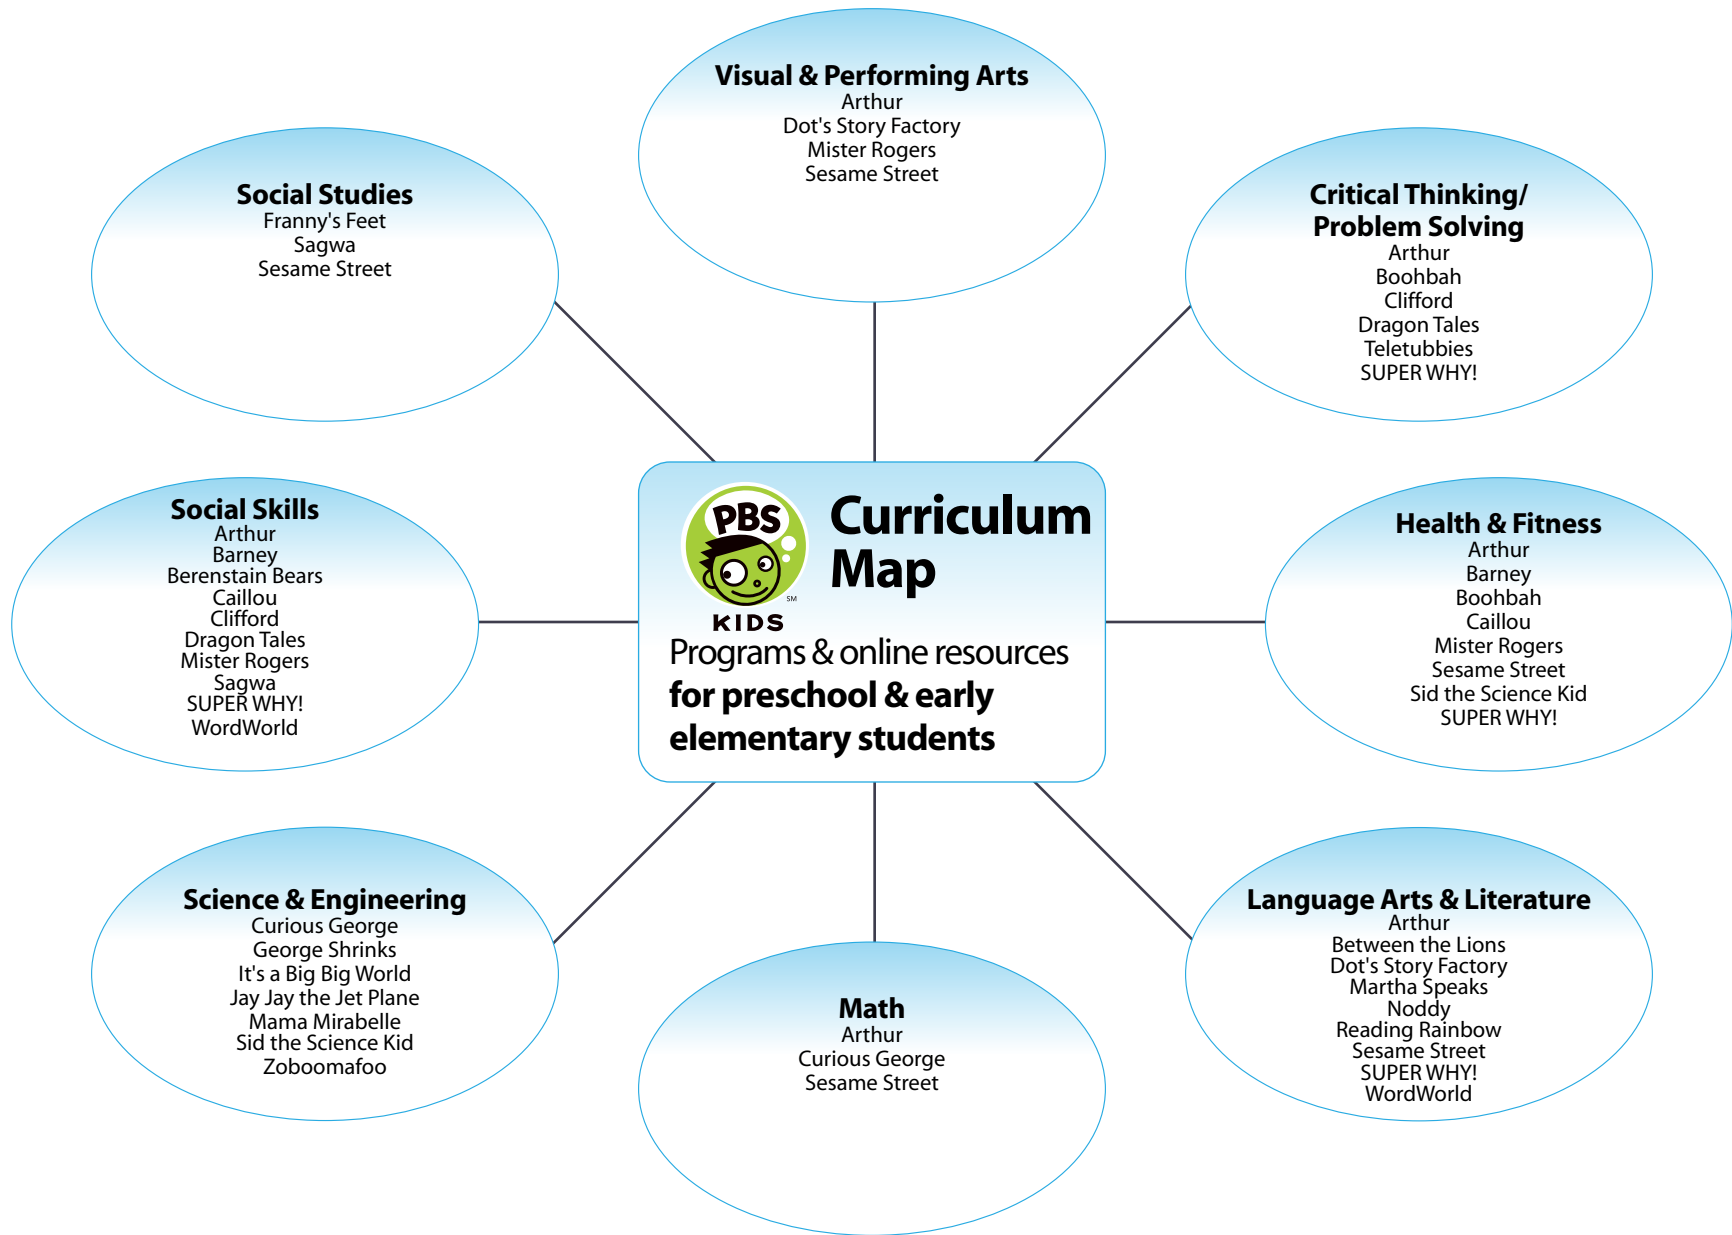 Visual & Performing Arts
Arthur
Dot's Story Factory
Mister Rogers
Sesame Street
Social Studies
Franny's Feet
Sagwa
Sesame Street
Critical Thinking/
Problem Solving
Arthur
Boohbah
Clifford
Dragon Tales
Teletubbies
SUPER WHY!
PBS
KIDS
SM
Curriculum
Map
Programs & online resources
for preschool & early
elementary students
Social Skills
Arthur
Barney
Berenstain Bears
Caillou
Clifford
Dragon Tales
Mister Rogers
Sagwa
SUPER WHY!
WordWorld
Health & Fitness
Arthur
Barney
Boohbah
Caillou
Mister Rogers
Sesame Street
Sid the Science Kid
SUPER WHY!
Science & Engineering
Curious George
George Shrinks
It's a Big Big World
Jay Jay the Jet Plane
Mama Mirabelle
Sid the Science Kid
Zoboomafoo
Math
Arthur
Curious George
Sesame Street
Language Arts & Literature
Arthur
Between the Lions
Dot's Story Factory
Martha Speaks
Noddy
Reading Rainbow
Sesame Street
SUPER WHY!
WordWorld